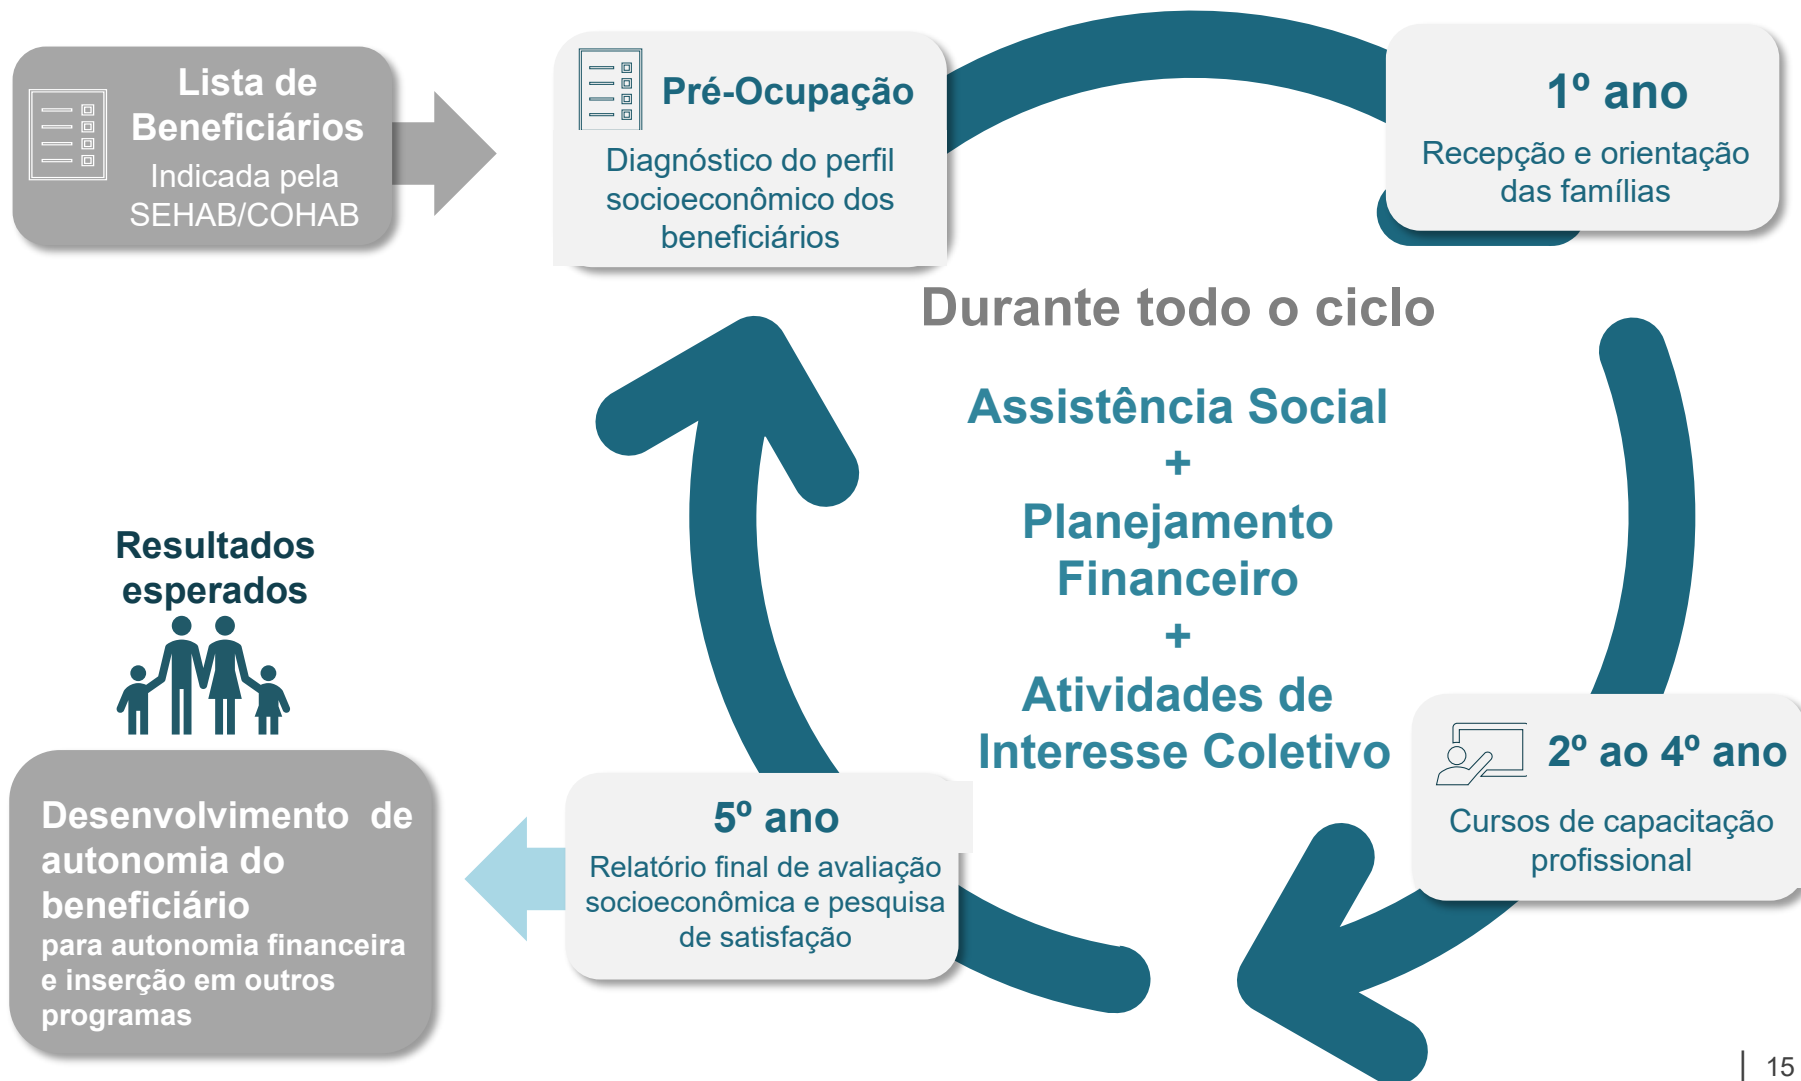 Lista de
Beneficiários
Indicada pela
SEHAB/COHAB
Pré-Ocupação
Diagnóstico do perfil
socioeconômico dos
beneficiários
1º ano
Recepção e orientação
das famílias
Durante todo o ciclo
Assistência Social
+
Planejamento
Financeiro
+
Atividades de
Interesse Coletivo
2º ao 4º ano
Cursos de capacitação
profissional
5º ano
Relatório final de avaliação
socioeconômica e pesquisa
de satisfação
Resultados
esperados
Desenvolvimento de
autonomia do
beneficiário
para autonomia financeira
e inserção em outros
programas
| 15